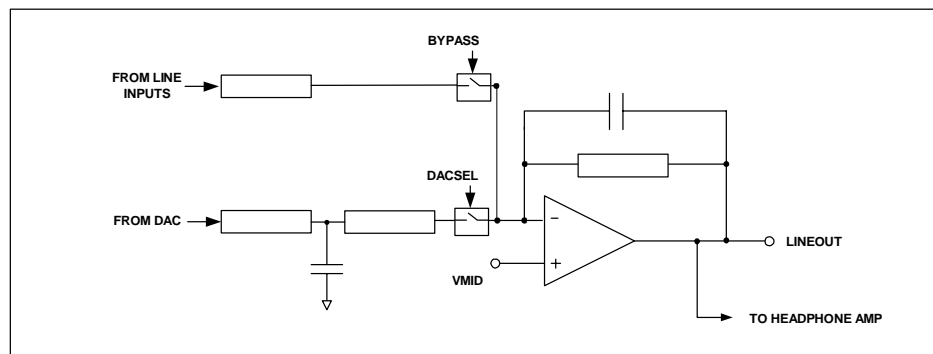 BYPASS
FROM LINE
INPUTS
DACSEL
FROM DAC
−
+
VMID
LINEOUT
TO HEADPHONE AMP